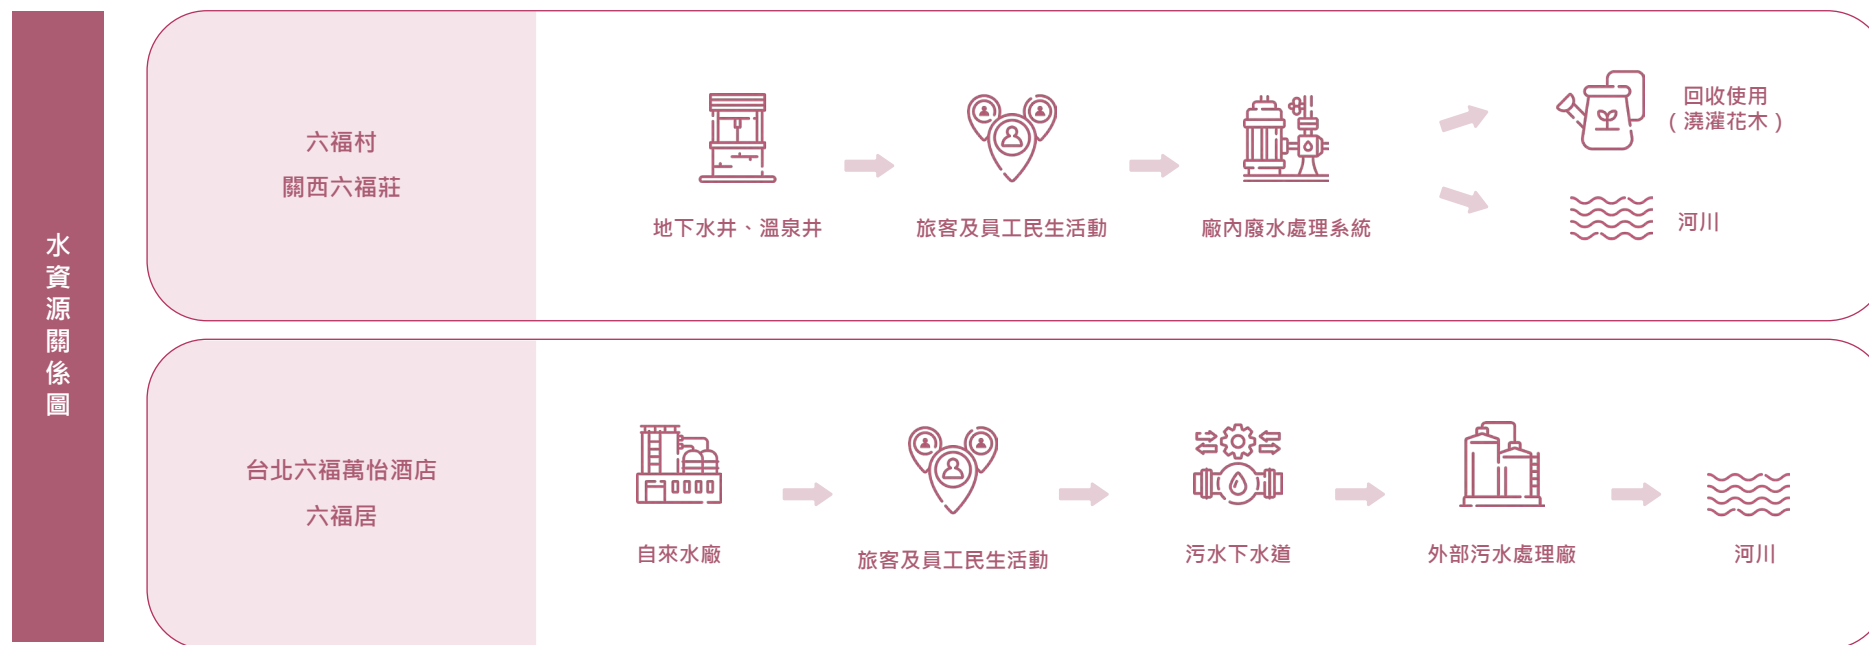 水資源關係圖
六福村
關西六福莊
地下水井、溫泉井
旅客及員工民生活動
廠內廢水處理系統
回收使用
(澆灌花木)
河川
台北六福萬怡酒店
六福居
自來水廠
旅客及員工民生活動
污水下水道
外部污水處理廠
河川